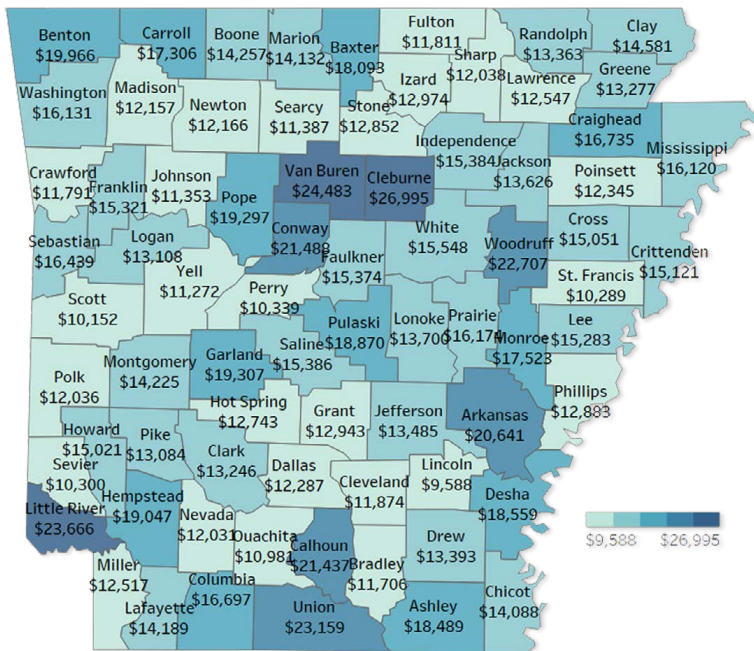 Benton
$19,966
Carroll
$17,306
Boone
$14,257
Marion
$14,132
Baxter
$18,093
Fulton
$11,811
Sharp
$12,038
Randolph
$13,363
Clay
$14,581
Greene
$13,277
Washington
$16,131
Madison
$12,157
Newton
$12,166
Searcy
$11,387
Stone
$12,852
Izard
$12,974
Lawrence
$12,547
Craighead
$16,735
Mississippi
$16,120
Independence
$15,384
Jackson
$13,626
Poinsett
$12,345
Crawford
$11,791
Franklin
$15,321
Johnson
$11,353
Pope
$19,297
Van Buren
$24,483
Cleburne
$26,995
Conway
$21,488
Sebastian
$16,439
Logan
$13,108
Yell
$11,272
Faulkner
$15,374
White
$15,548
Woodruff
$22,707
Cross
$15,051
Crittenden
$15,121
St. Francis
$10,289
Scott
$10,152
Perry
$10,339
Pulaski
$18,870
Lonoke
$13,700
Prairie
$16,174
Monroe
$17,523
Lee
$15,283
Saline
$15,386
Garland
$19,307
Montgomery
$14,225
Polk
$12,036
Hot Spring
$12,743
Grant
$12,943
Jefferson
$13,485
Arkansas
$20,641
Phillips
$12,883
Howard
$15,021
Pike
$13,084
Clark
$13,246
Sevier
$10,300
Dallas
$12,287
Cleveland
$11,874
Lincoln
$9,588
Desha
$18,559
Little River
$23,666
Hempstead
$19,047
Nevada
$12,031
Ouachita
$10,981
Calhoun
$21,437
Bradley
$11,706
Drew
$13,393
Miller
$12,517
Lafayette
$14,189
Columbia
$16,697
Union
$23,159
Ashley
$18,489
Chicot
$14,088
$9,588
$26,995